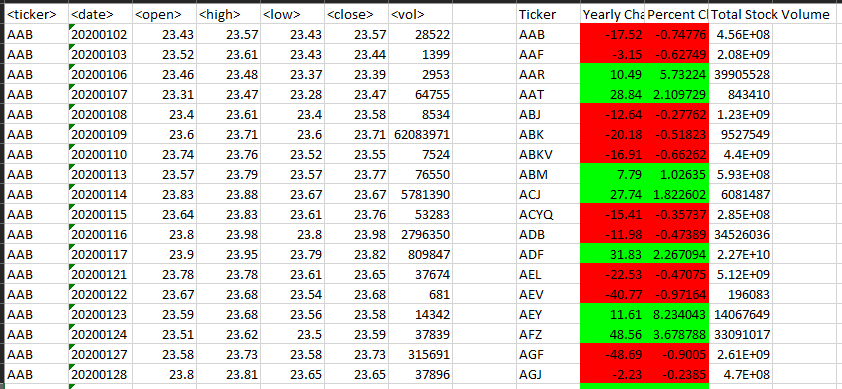 <ticker> <date> <open> <high> <low> <close> <vol> Ticker Yearly Cha Percent Cl Total Stock Volume
AAB 20200102 23.43 23.57 23.43 23.57 28522 AAB -17.52 -0.74776 4.56E+08
AAB 20200103 23.52 23.61 23.43 23.44 1399 AAF -3.15 -0.62749 2.08E+09
AAB 20200106 23.46 23.48 23.37 23.39 2953 AAR 10.49 5.73224 39905528
AAB 20200107 23.31 23.47 23.28 23.47 64755 AAT 28.84 2.109729 843410
AAB 20200108 23.4 23.61 23.4 23.58 8534 ABJ -12.64 -0.27762 1.23E+09
AAB 20200109 23.6 23.71 23.6 23.71 62083971 ABK -20.18 -0.51823 9527549
AAB 20200110 23.74 23.76 23.52 23.55 7524 ABKV -16.91 -0.66262 4.4E+09
AAB 20200113 23.57 23.79 23.57 23.77 76550 ABM 7.79 1.02635 5.93E+08
AAB 20200114 23.83 23.88 23.67 23.67 5781390 ACJ 27.74 1.822602 6081487
AAB 20200115 23.64 23.83 23.61 23.76 53283 ACYQ -15.41 -0.35737 2.85E+08
AAB 20200116 23.8 23.98 23.8 23.98 2796350 ADB -11.98 -0.47389 34526036
AAB 20200117 23.9 23.95 23.79 23.82 809847 ADF 31.83 2.267094 2.27E+10
AAB 20200121 23.78 23.78 23.61 23.65 37674 AEL -22.53 -0.47075 5.12E+09
AAB 20200122 23.67 23.68 23.54 23.68 681 AEV -40.77 -0.97164 196083
AAB 20200123 23.59 23.68 23.56 23.58 14342 AEY 11.61 8.234043 14067649
AAB 20200124 23.51 23.62 23.5 23.59 37839 AFZ 48.56 3.678788 33091017
AAB 20200127 23.58 23.73 23.58 23.73 315691 AGF -48.69 -0.9005 2.61E+09
AAB 20200128 23.8 23.81 23.65 23.65 37896 AGJ -2.23 -0.2385 4.7E+08